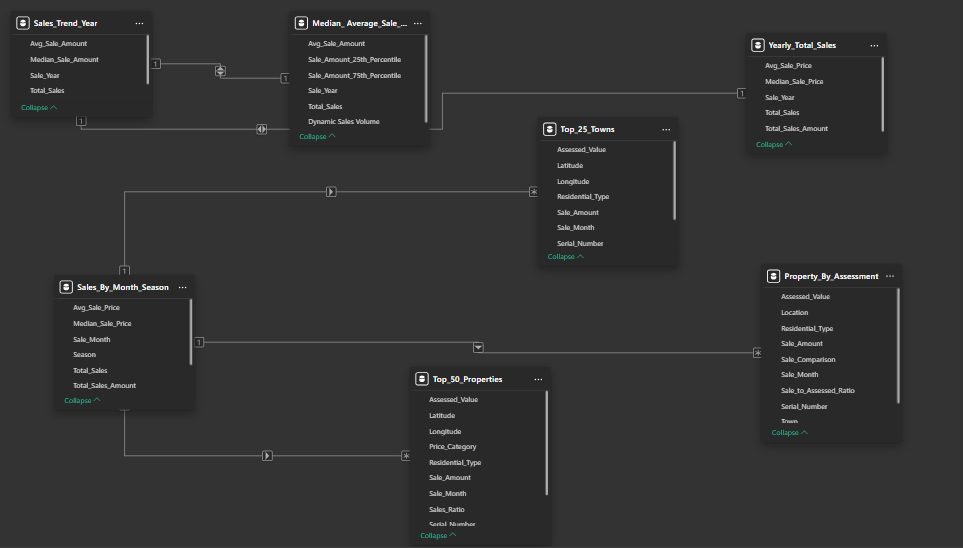 Sales_Trend_Year ...
Avg_Sale_Amount
Median_Sale_Amount
Sale_Year
Total_Sales
Collapse
Median_ Average_Sale_... ...
Avg_Sale_Amount
Sale_Amount_25th_Percentile
Sale_Amount_75th_Percentile
Sale_Year
Total_Sales
Dynamic Sales Volume
Collapse
Yearly_Total_Sales ...
Avg_Sale_Price
Median_Sale_Price
Sale_Year
Total_Sales
Total_Sales_Amount
Collapse
1
1
1
1
Top_25_Towns ...
Assessed_Value
Latitude
Longitude
Residential_Type
Sale_Amount
Sale_Month
Serial_Number
Collapse
*
1
Sales_By_Month_Season ...
Avg_Sale_Price
Median_Sale_Price
Sale_Month
Season
Total_Sales
Total_Sales_Amount
Collapse
1
*
Property_By_Assessment ...
Assessed_Value
Location
Residential_Type
Sale_Amount
Sale_Comparison
Sale_Month
Sale_to_Assessed_Ratio
Serial_Number
Town
Collapse
Top_50_Properties ...
Assessed_Value
Latitude
Longitude
Price_Category
Residential_Type
Sale_Amount
Sale_Month
Sales_Ratio
Serial_Number
Collapse
*